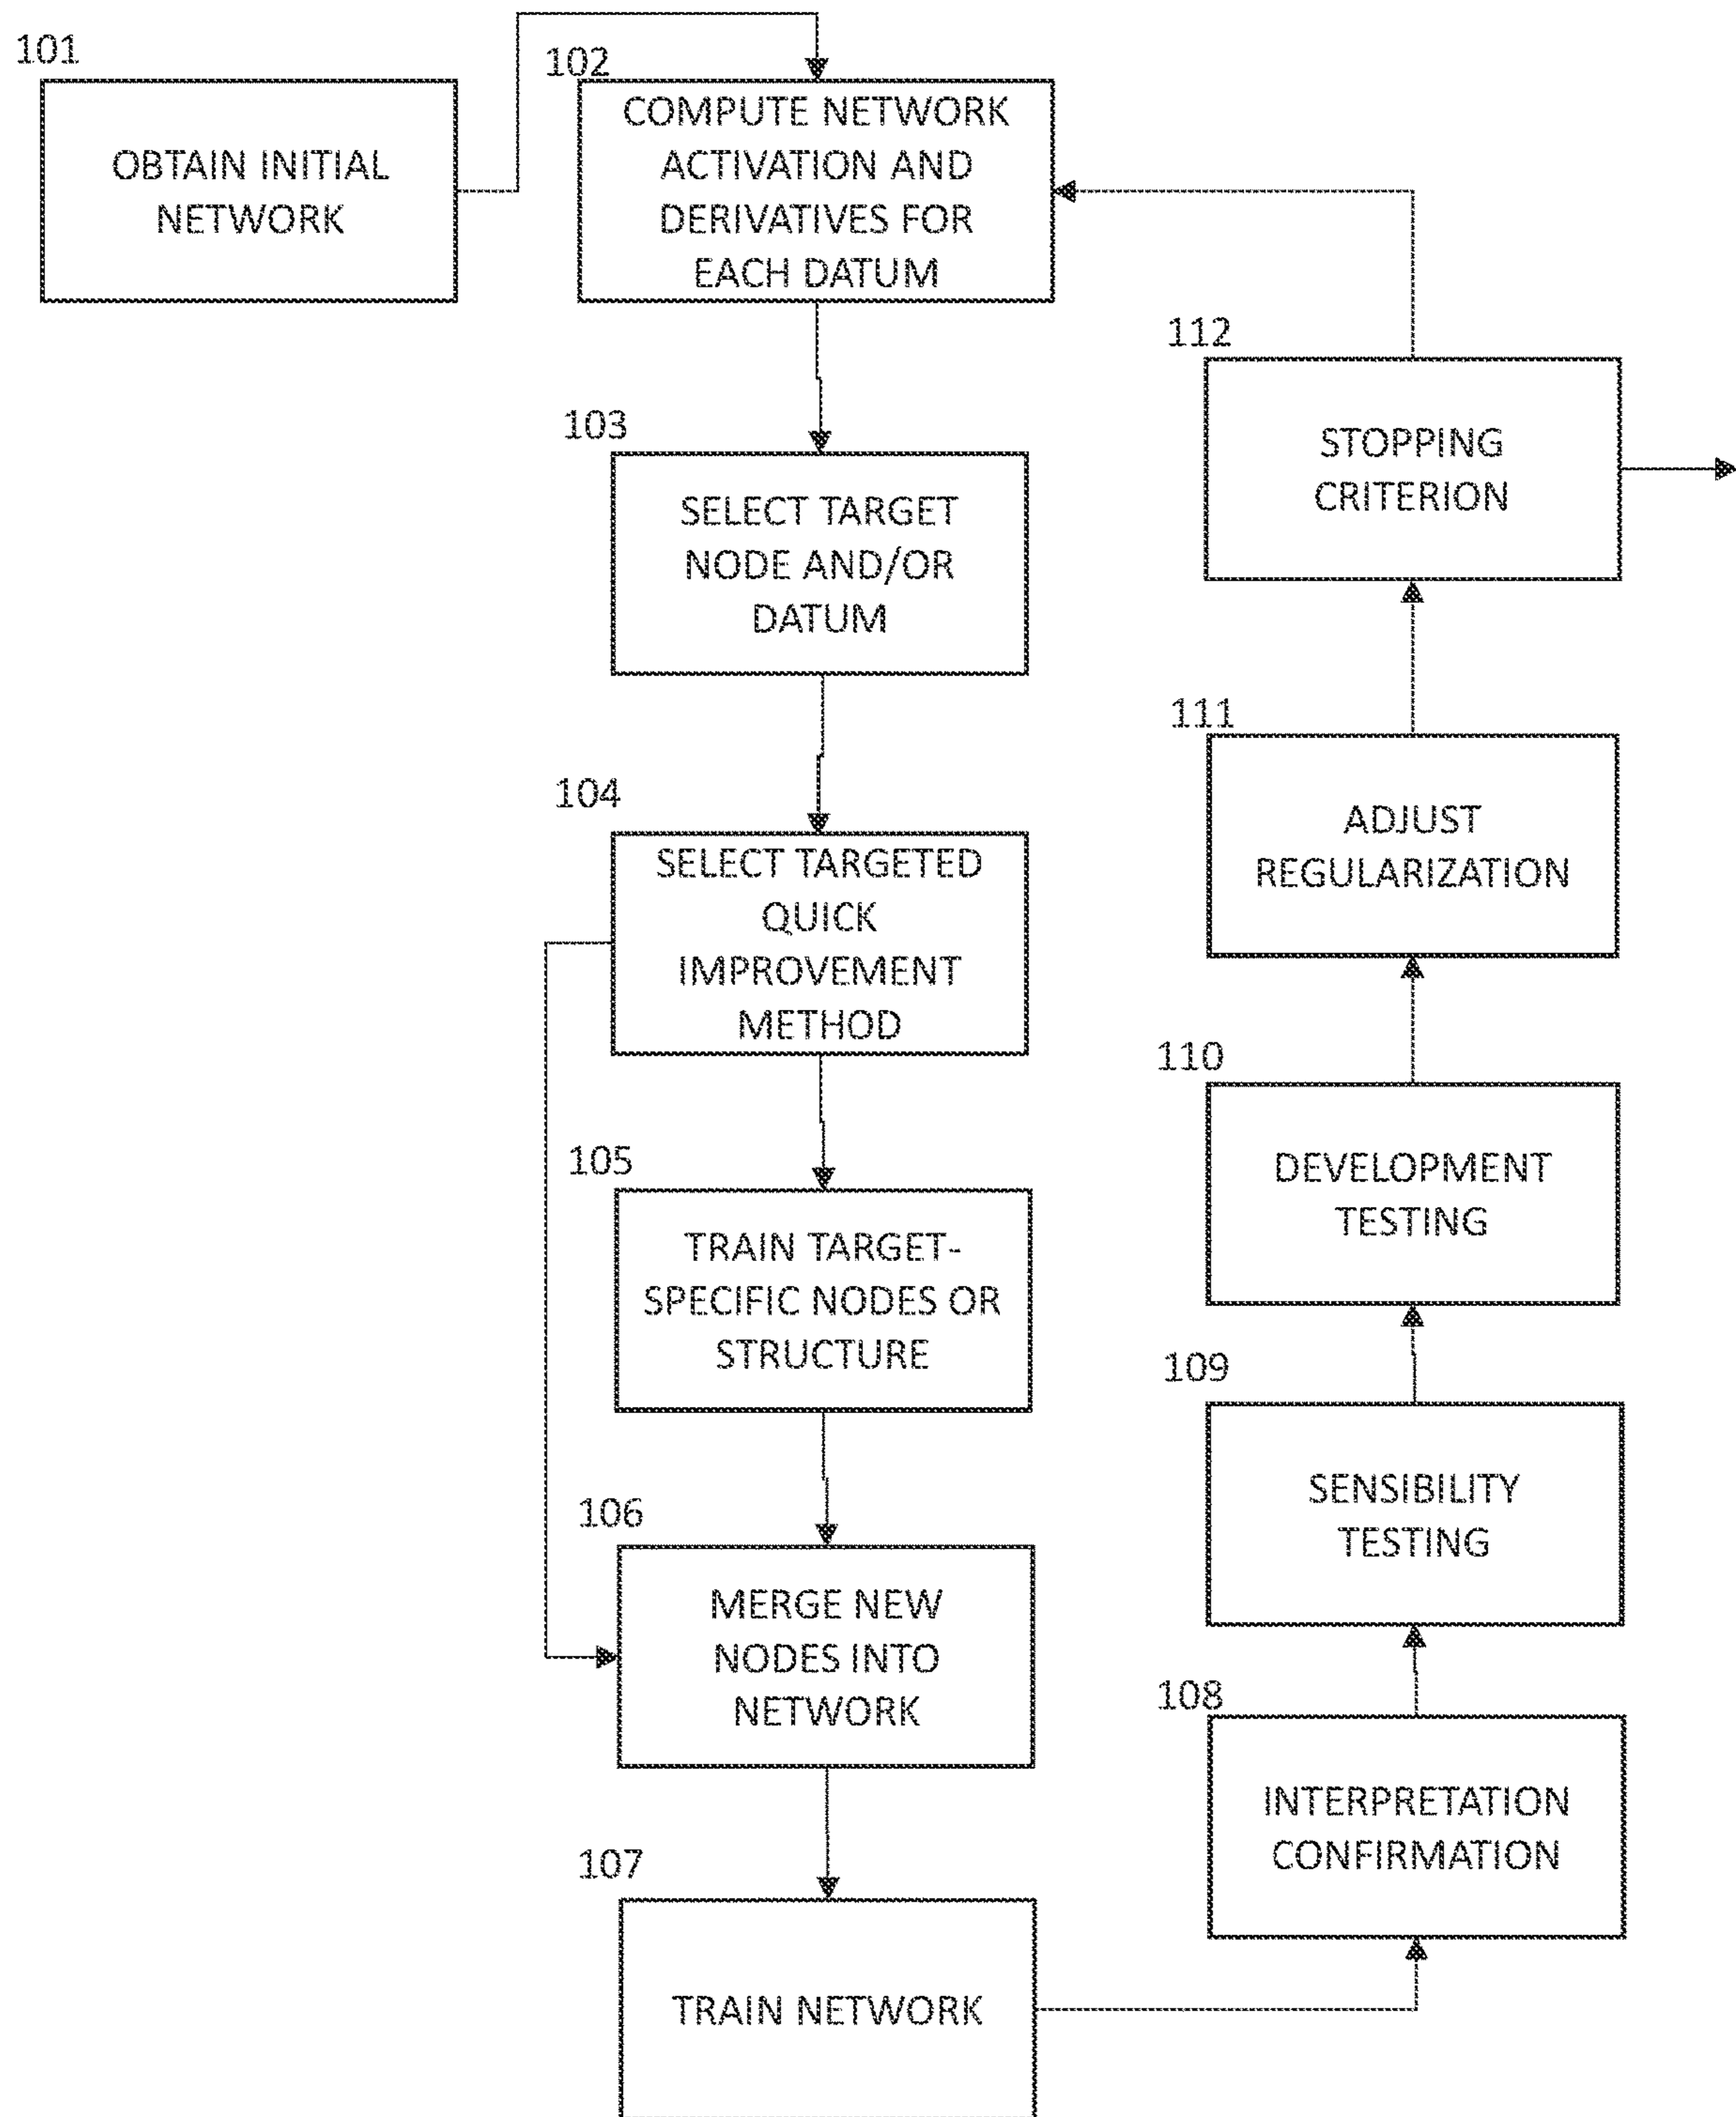 101
OBTAIN INITIAL
NETWORK
102
COMPUTE NETWORK
ACTIVATION AND
DERIVATIVES FOR
EACH DATUM
103
SELECT TARGET
NODE AND/OR
DATUM
104
SELECT TARGETED
QUICK
IMPROVEMENT
METHOD
105
TRAIN TARGET-
SPECIFIC NODES OR
STRUCTURE
106
MERGE NEW
NODES INTO
NETWORK
107
TRAIN NETWORK
108
INTERPRETATION
CONFIRMATION
109
SENSIBILITY
TESTING
110
DEVELOPMENT
TESTING
111
ADJUST
REGULARIZATION
112
STOPPING
CRITERION